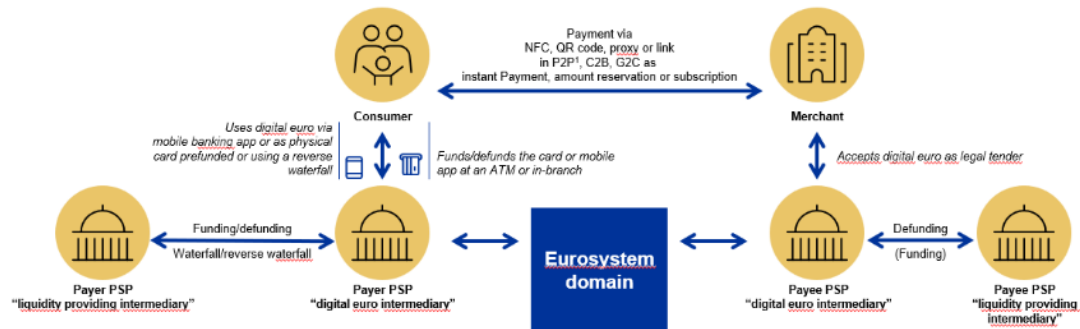 Payment via
NFC, QR code, proxy or link
in P2P¹, C2B, G2C as
instant Payment, amount reservation or subscription
Consumer
Merchant
Uses digital euro via
mobile banking app or as physical
card prefunded or using a reverse
waterfall
Funds/defunds the card or mobile
app at an ATM or in-branch
Accepts digital euro as legal tender
Funding/defunding
Waterfall/reverse waterfall
Eurosystem
domain
Defunding
(Funding)
Payer PSP
“liquidity providing intermediary”
Payer PSP
“digital euro intermediary”
Payee PSP
“digital euro intermediary”
Payee PSP
“liquidity providing
intermediary”